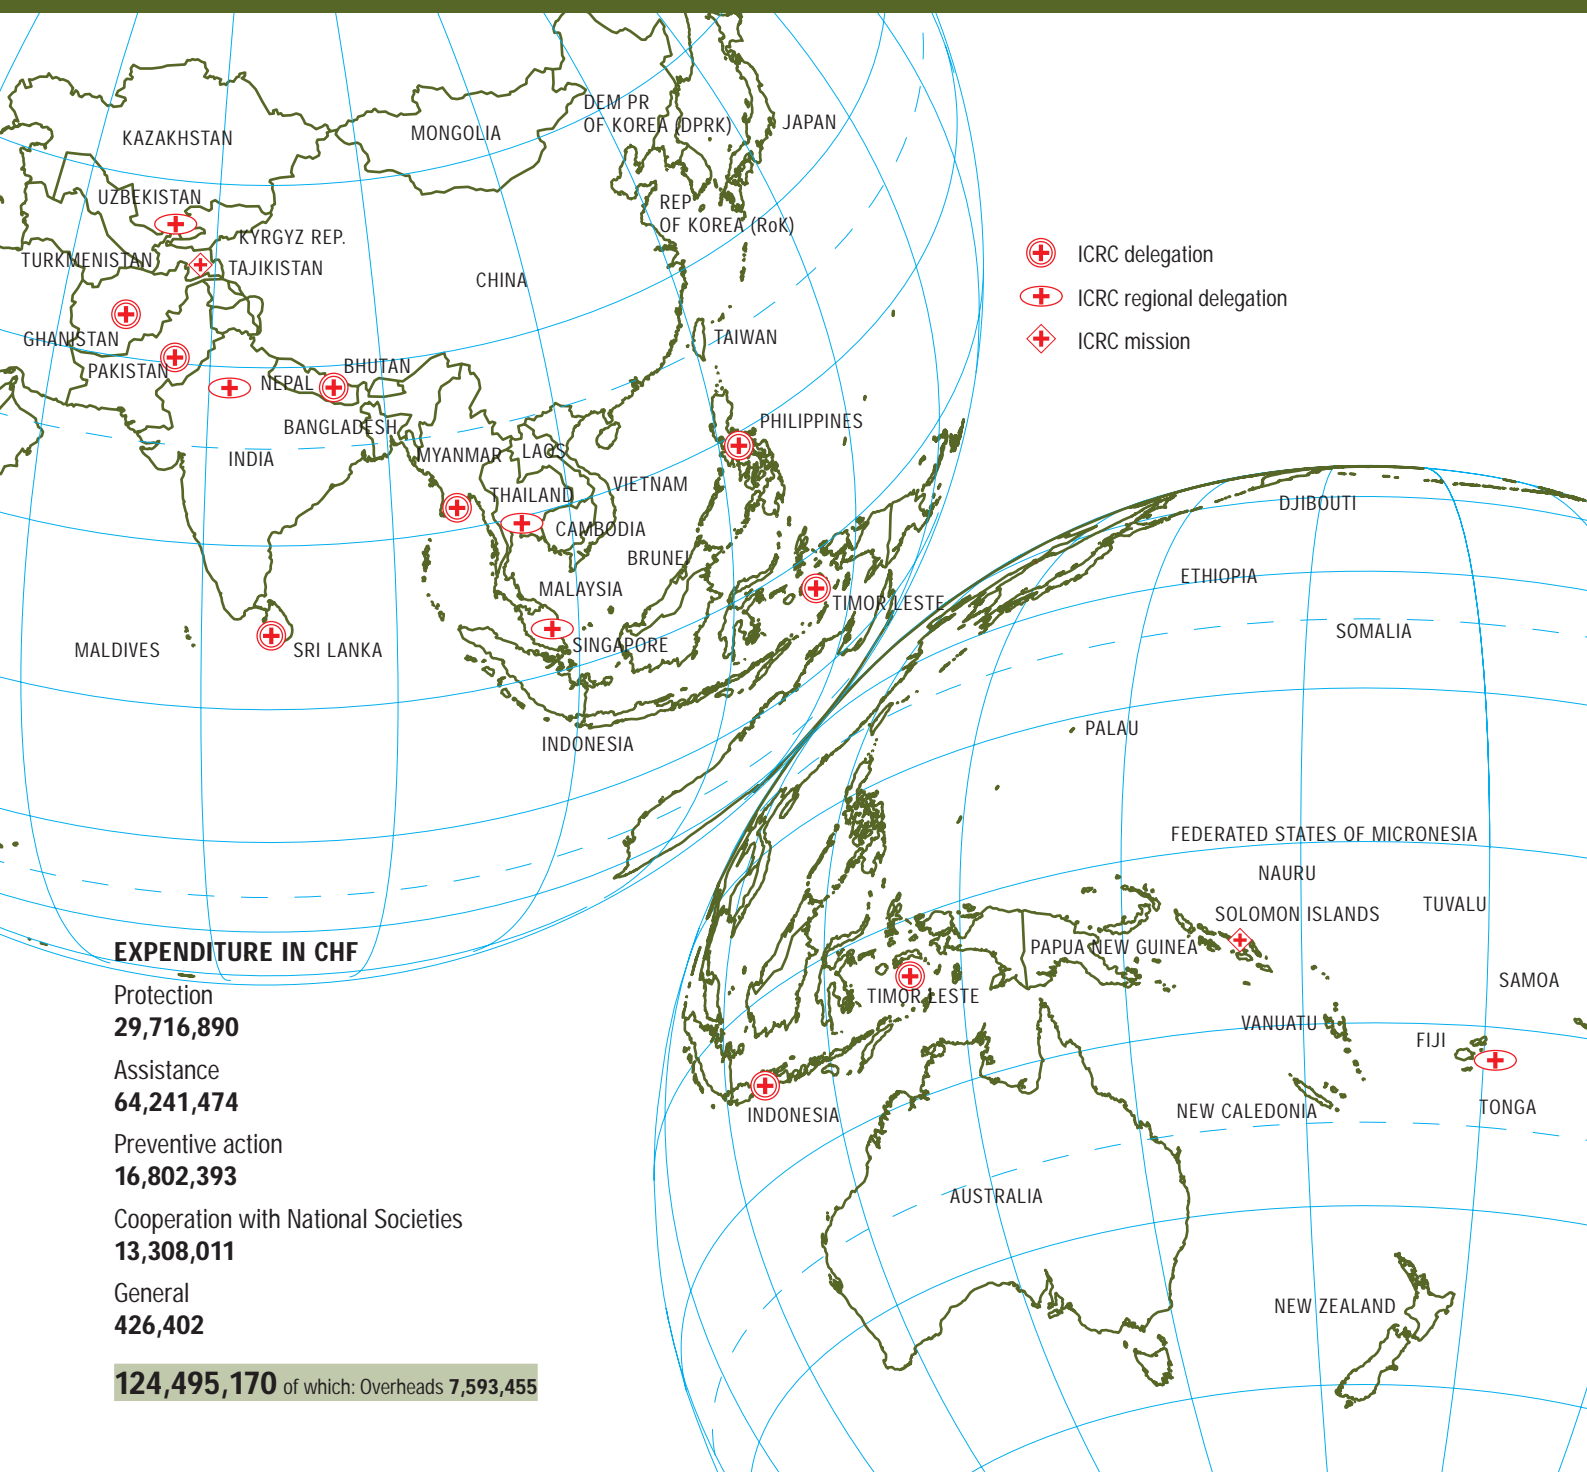 KAZAKHSTAN
MONGOLIA
DEM PR
OF KOREA (DPRK)
JAPAN
UZBEKISTAN
REP
OF KOREA (RoK)
KYRGYZ REP.
TURKMENISTAN
TAJIKISTAN
CHINA
GHANISTAN
TAIWAN
PAKISTAN
NEPAL
BHUTAN
BANGLADESH
PHILIPPINES
INDIA
MYANMAR
LAOS
THAILAND
VIETNAM
CAMBODIA
BRUNEI
MALAYSIA
TIMOR LESTE
MALDIVES
SRI LANKA
SINGAPORE
INDONESIA
ICRC delegation
ICRC regional delegation
ICRC mission
DJIBOUTI
ETHIOPIA
SOMALIA
PALAU
FEDERATED STATES OF MICRONESIA
NAURU
TUVALU
SOLOMON ISLANDS
PAPUA NEW GUINEA
SAMOA
TIMOR LESTE
VANUATU
FIJI
INDONESIA
NEW CALEDONIA
TONGA
AUSTRALIA
NEW ZEALAND
EXPENDITURE IN CHF
Protection
29,716,890
Assistance
64,241,474
Preventive action
16,802,393
Cooperation with National Societies
13,308,011
General
426,402
124,495,170 of which: Overheads 7,593,455